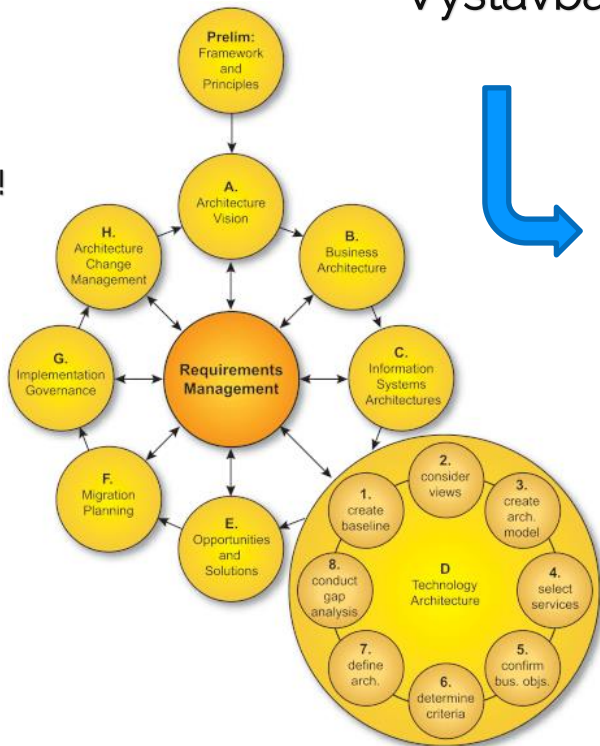 Výstavba
Prelim:
Framework
and
Principles
!
A.
Architecture
Vision
H.
Architecture
Change
Management
B.
Business
Architecture
G.
Implementation
Governance
Requirements
Management
C.
Information
Systems
Architectures
F.
Migration
Planning
E.
Opportunities
and
Solutions
D
Technology
Architecture
1.
create
baseline
2.
consider
views
3.
create
arch.
model
4.
select
services
5.
confirm
bus. objs.
6.
determine
criteria
7.
define
arch.
8.
conduct
gap
analysis